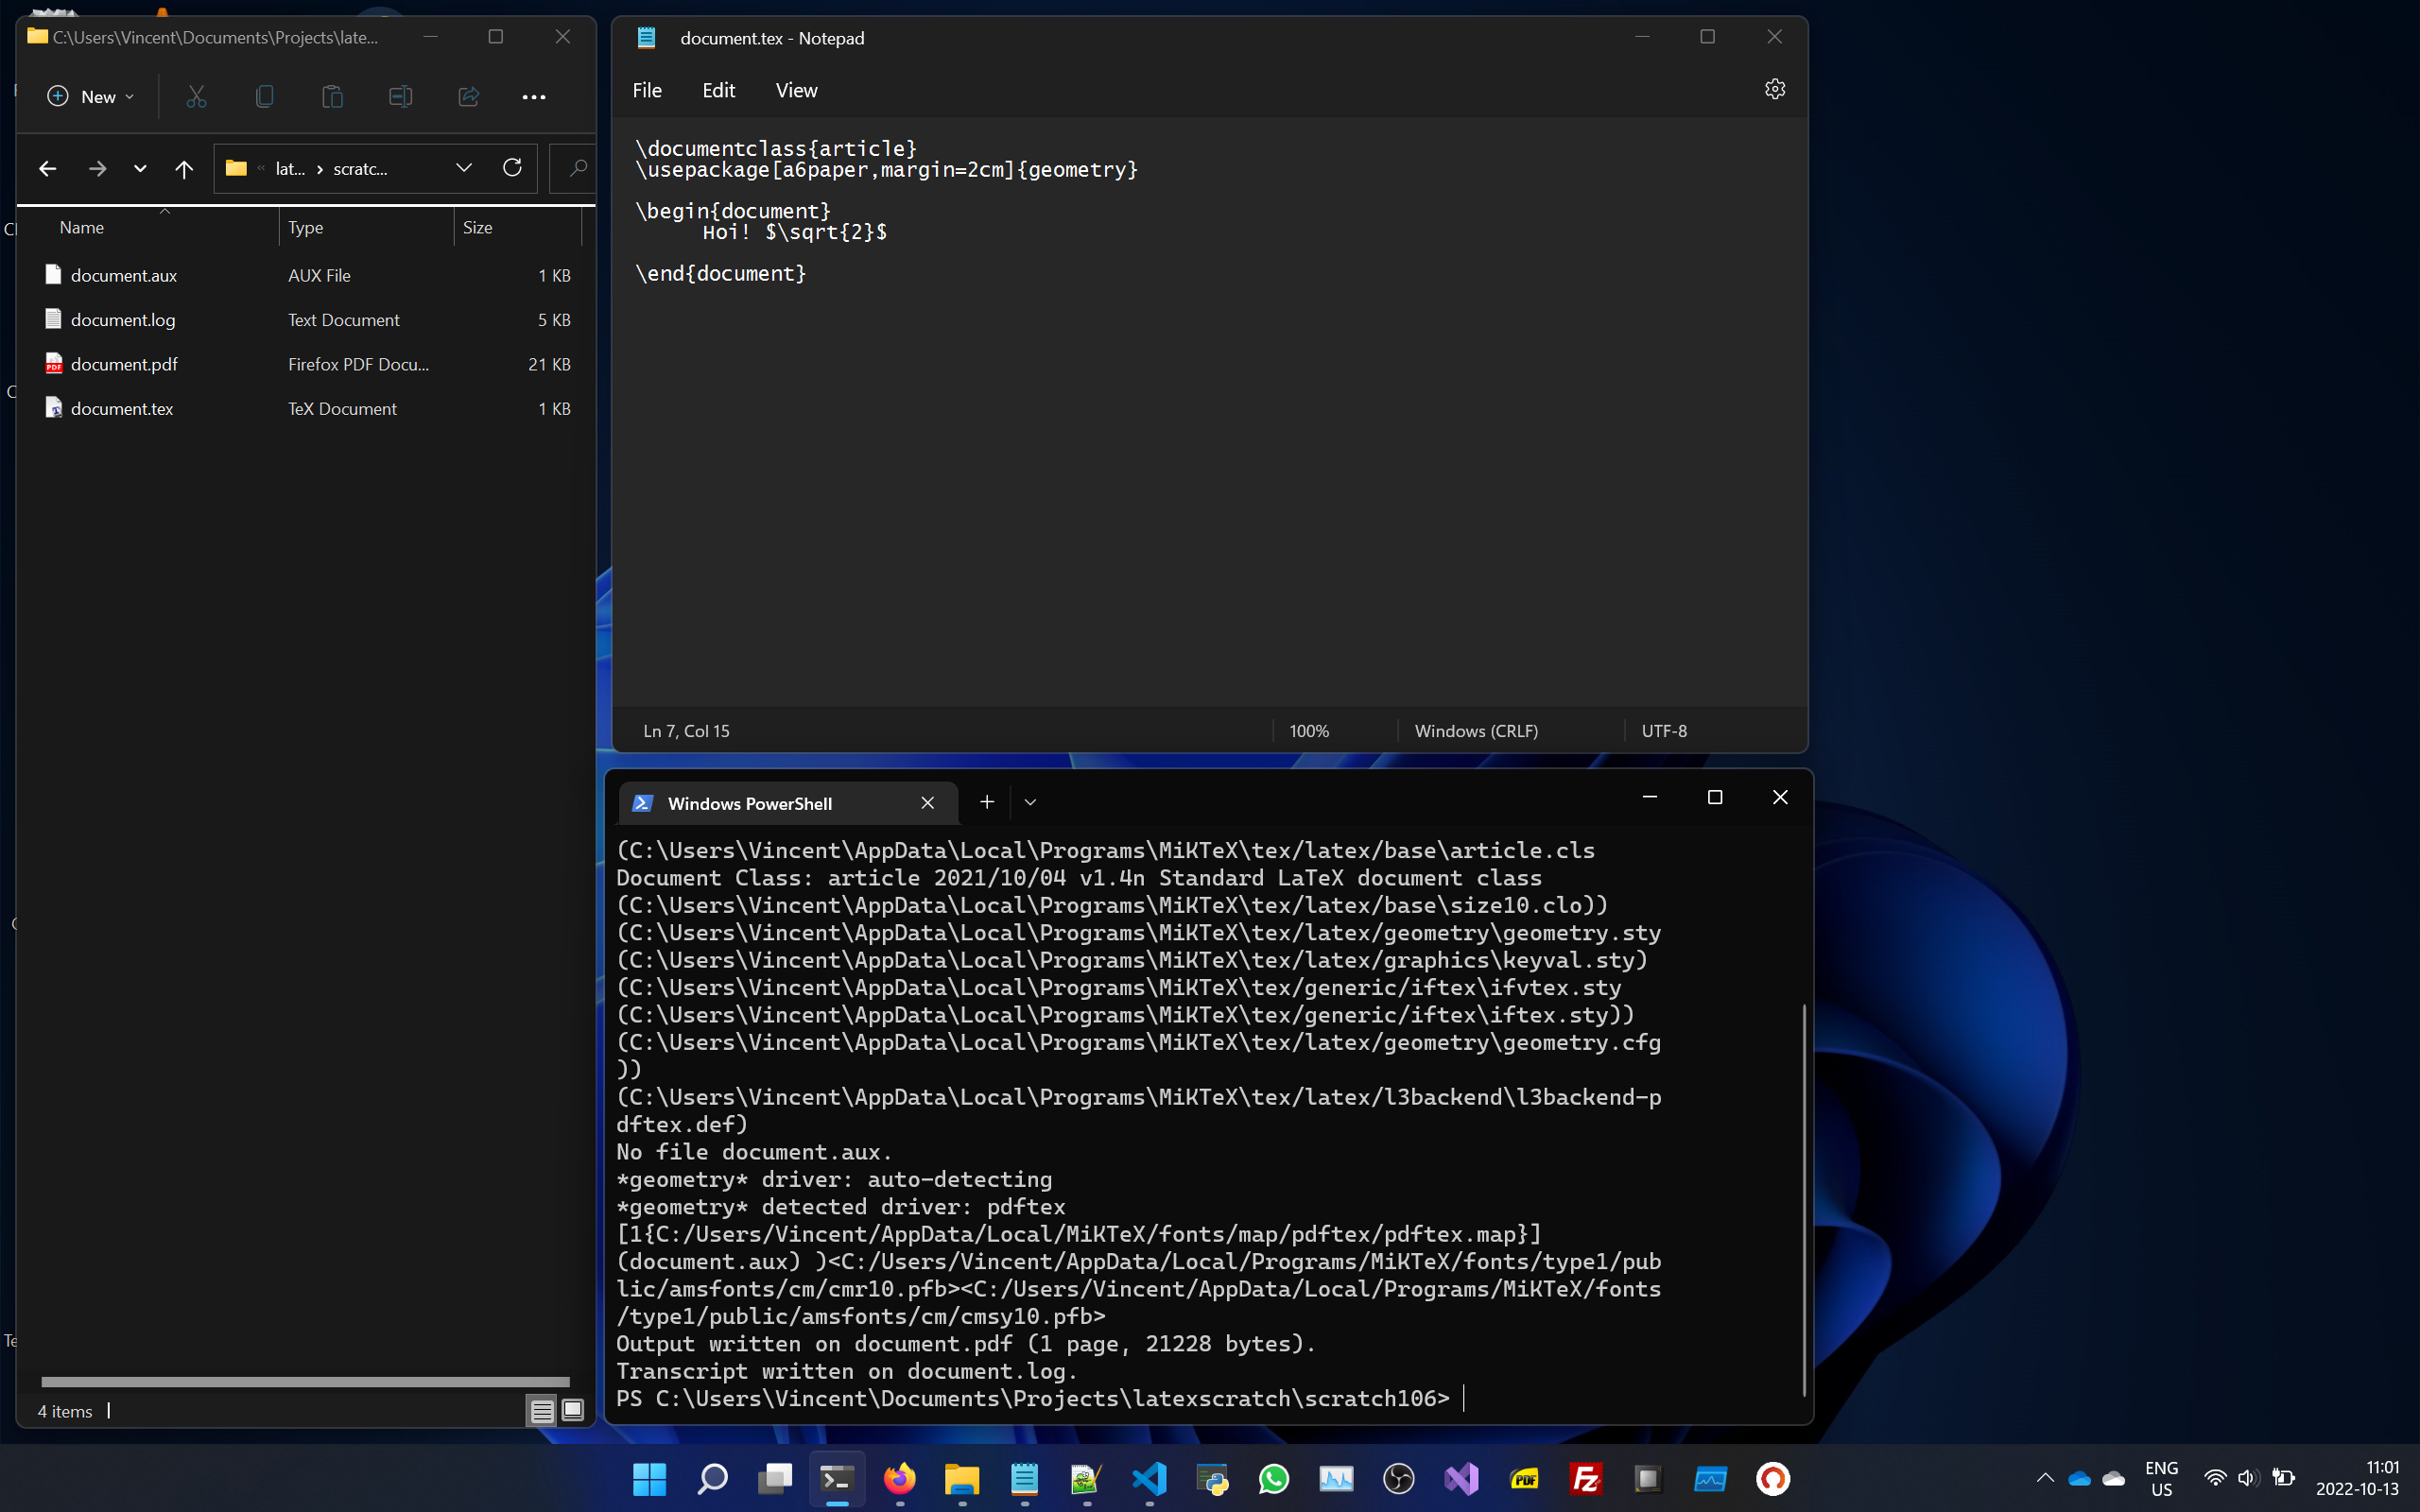 C:\Users\Vincent\Documents\Projects\late...
New
lat... › scratc...
Name Type Size
document.aux AUX File 1 KB
document.log Text Document 5 KB
document.pdf Firefox PDF Docu... 21 KB
document.tex TeX Document 1 KB
4 items
document.tex - Notepad
File Edit View
\documentclass{article}
\usepackage[a6paper,margin=2cm]{geometry}
\begin{document}
Hoi! $\sqrt{2}$
\end{document}
Ln 7, Col 15 100% Windows (CRLF) UTF-8
Windows PowerShell
(C:\Users\Vincent\AppData\Local\Programs\MiKTeX\tex/latex/base\article.cls
Document Class: article 2021/10/04 v1.4n Standard LaTeX document class
(C:\Users\Vincent\AppData\Local\Programs\MiKTeX\tex/latex/base\size10.clo))
(C:\Users\Vincent\AppData\Local\Programs\MiKTeX\tex/latex/geometry\geometry.sty
(C:\Users\Vincent\AppData\Local\Programs\MiKTeX\tex/latex/graphics\keyval.sty)
(C:\Users\Vincent\AppData\Local\Programs\MiKTeX\tex/generic/iftex\ifvtex.sty
(C:\Users\Vincent\AppData\Local\Programs\MiKTeX\tex/generic/iftex\iftex.sty))
(C:\Users\Vincent\AppData\Local\Programs\MiKTeX\tex/latex/geometry\geometry.cfg
))
(C:\Users\Vincent\AppData\Local\Programs\MiKTeX\tex/latex/l3backend\l3backend-p
dftex.def)
No file document.aux.
*geometry* driver: auto-detecting
*geometry* detected driver: pdftex
[1{C:/Users/Vincent/AppData/Local/MiKTeX/fonts/map/pdftex/pdftex.map}]
(document.aux) )<C:/Users/Vincent/AppData/Local/Programs/MiKTeX/fonts/type1/pub
lic/amsfonts/cm/cmr10.pfb><C:/Users/Vincent/AppData/Local/Programs/MiKTeX/fonts
/type1/public/amsfonts/cm/cmsy10.pfb>
Output written on document.pdf (1 page, 21228 bytes).
Transcript written on document.log.
PS C:\Users\Vincent\Documents\Projects\latexscratch\scratch106>
PDF
Fz
ENG
US
11:01
2022-10-13